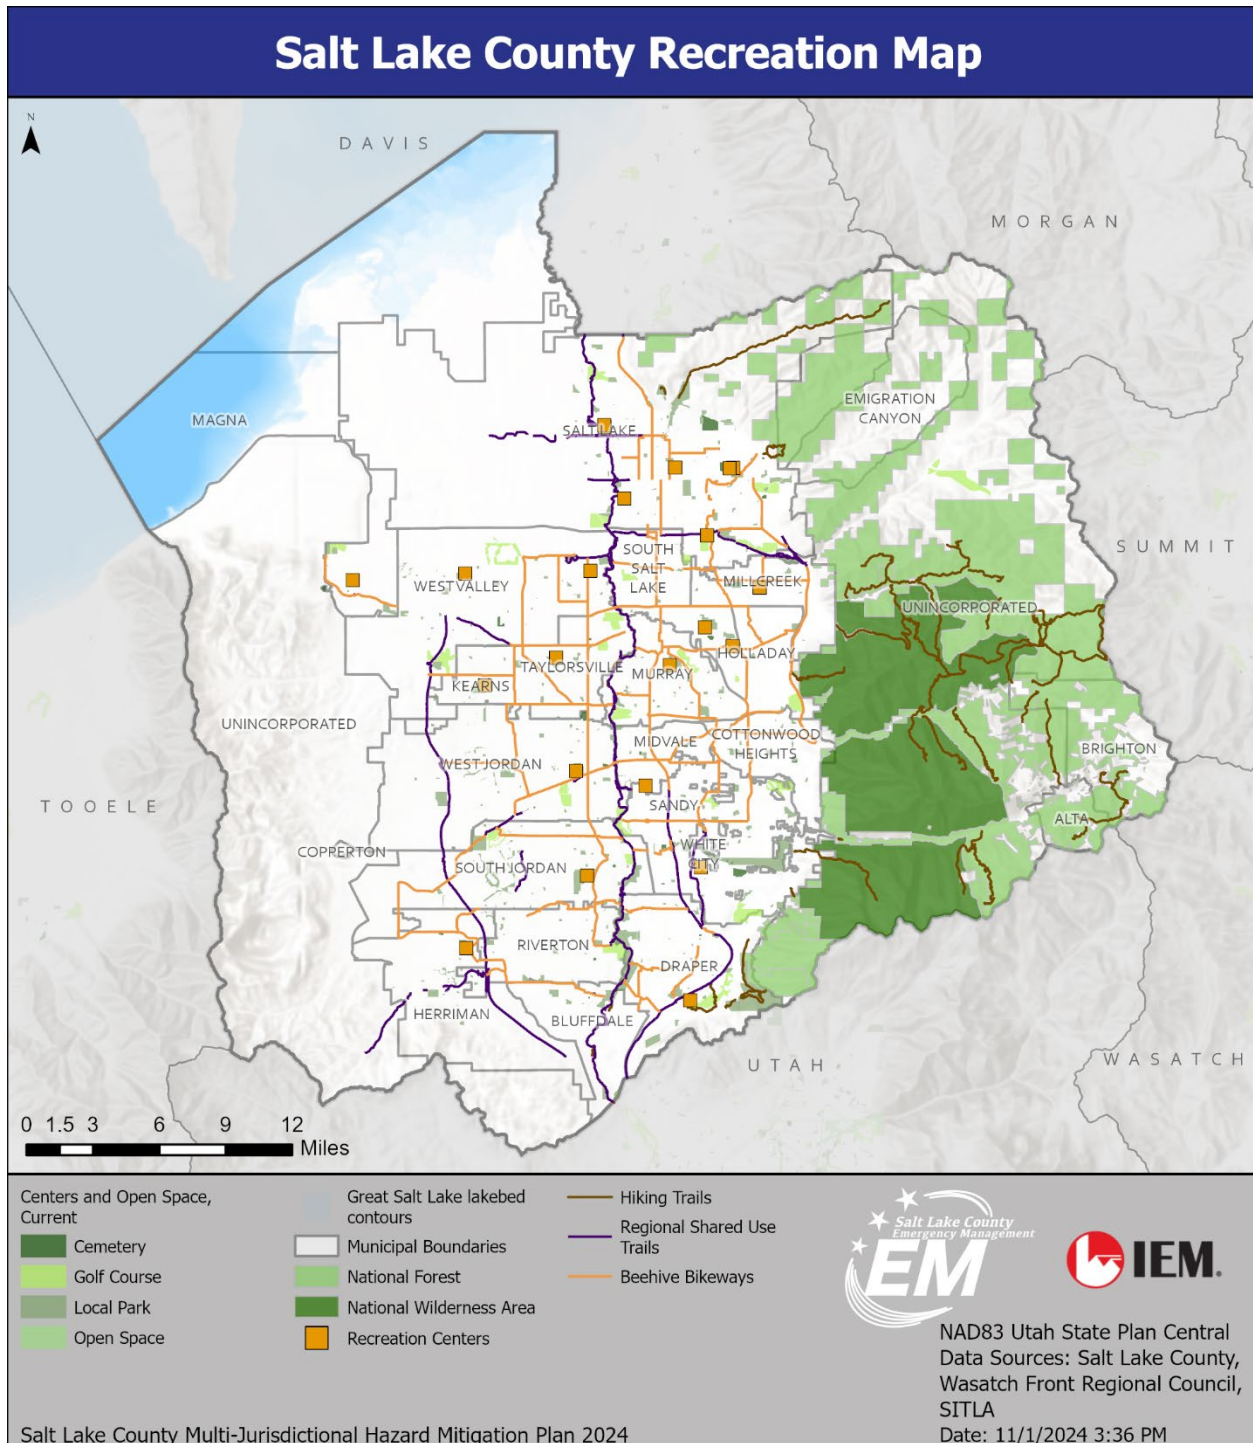 Salt Lake County Recreation Map
N
DAVIS
MORGAN
MAGNA
EMIGRATION
CANYON
SALT LAKE
SUMMIT
SOUTH
SALT
LAKE
WEST VALLEY
MILLCREEK
UNINCORPORATED
TAYLORSVILLE
HOLLADAY
KEARNS
MURRAY
UNINCORPORATED
MIDVALE
COTTONWOOD
HEIGHTS
BRIGHTON
WEST JORDAN
TOOELE
SANDY
ALTA
COPPERTON
WHITE
CITY
SOUTH JORDAN
RIVERTON
DRAPER
HERRIMAN
BLUFFDALE
UTAH
WASATCH
0 1.5 3 6 9 12
Miles
Centers and Open Space,
Current
Cemetery
Golf Course
Local Park
Open Space
Great Salt Lake lakebed
contours
Municipal Boundaries
National Forest
National Wilderness Area
Recreation Centers
Hiking Trails
Regional Shared Use
Trails
Beehive Bikeways
Salt Lake County
Emergency Management
EM
IEM.
NAD83 Utah State Plan Central
Data Sources: Salt Lake County,
Wasatch Front Regional Council,
SITLA
Date: 11/1/2024 3:36 PM
Salt Lake County Multi-Jurisdictional Hazard Mitigation Plan 2024